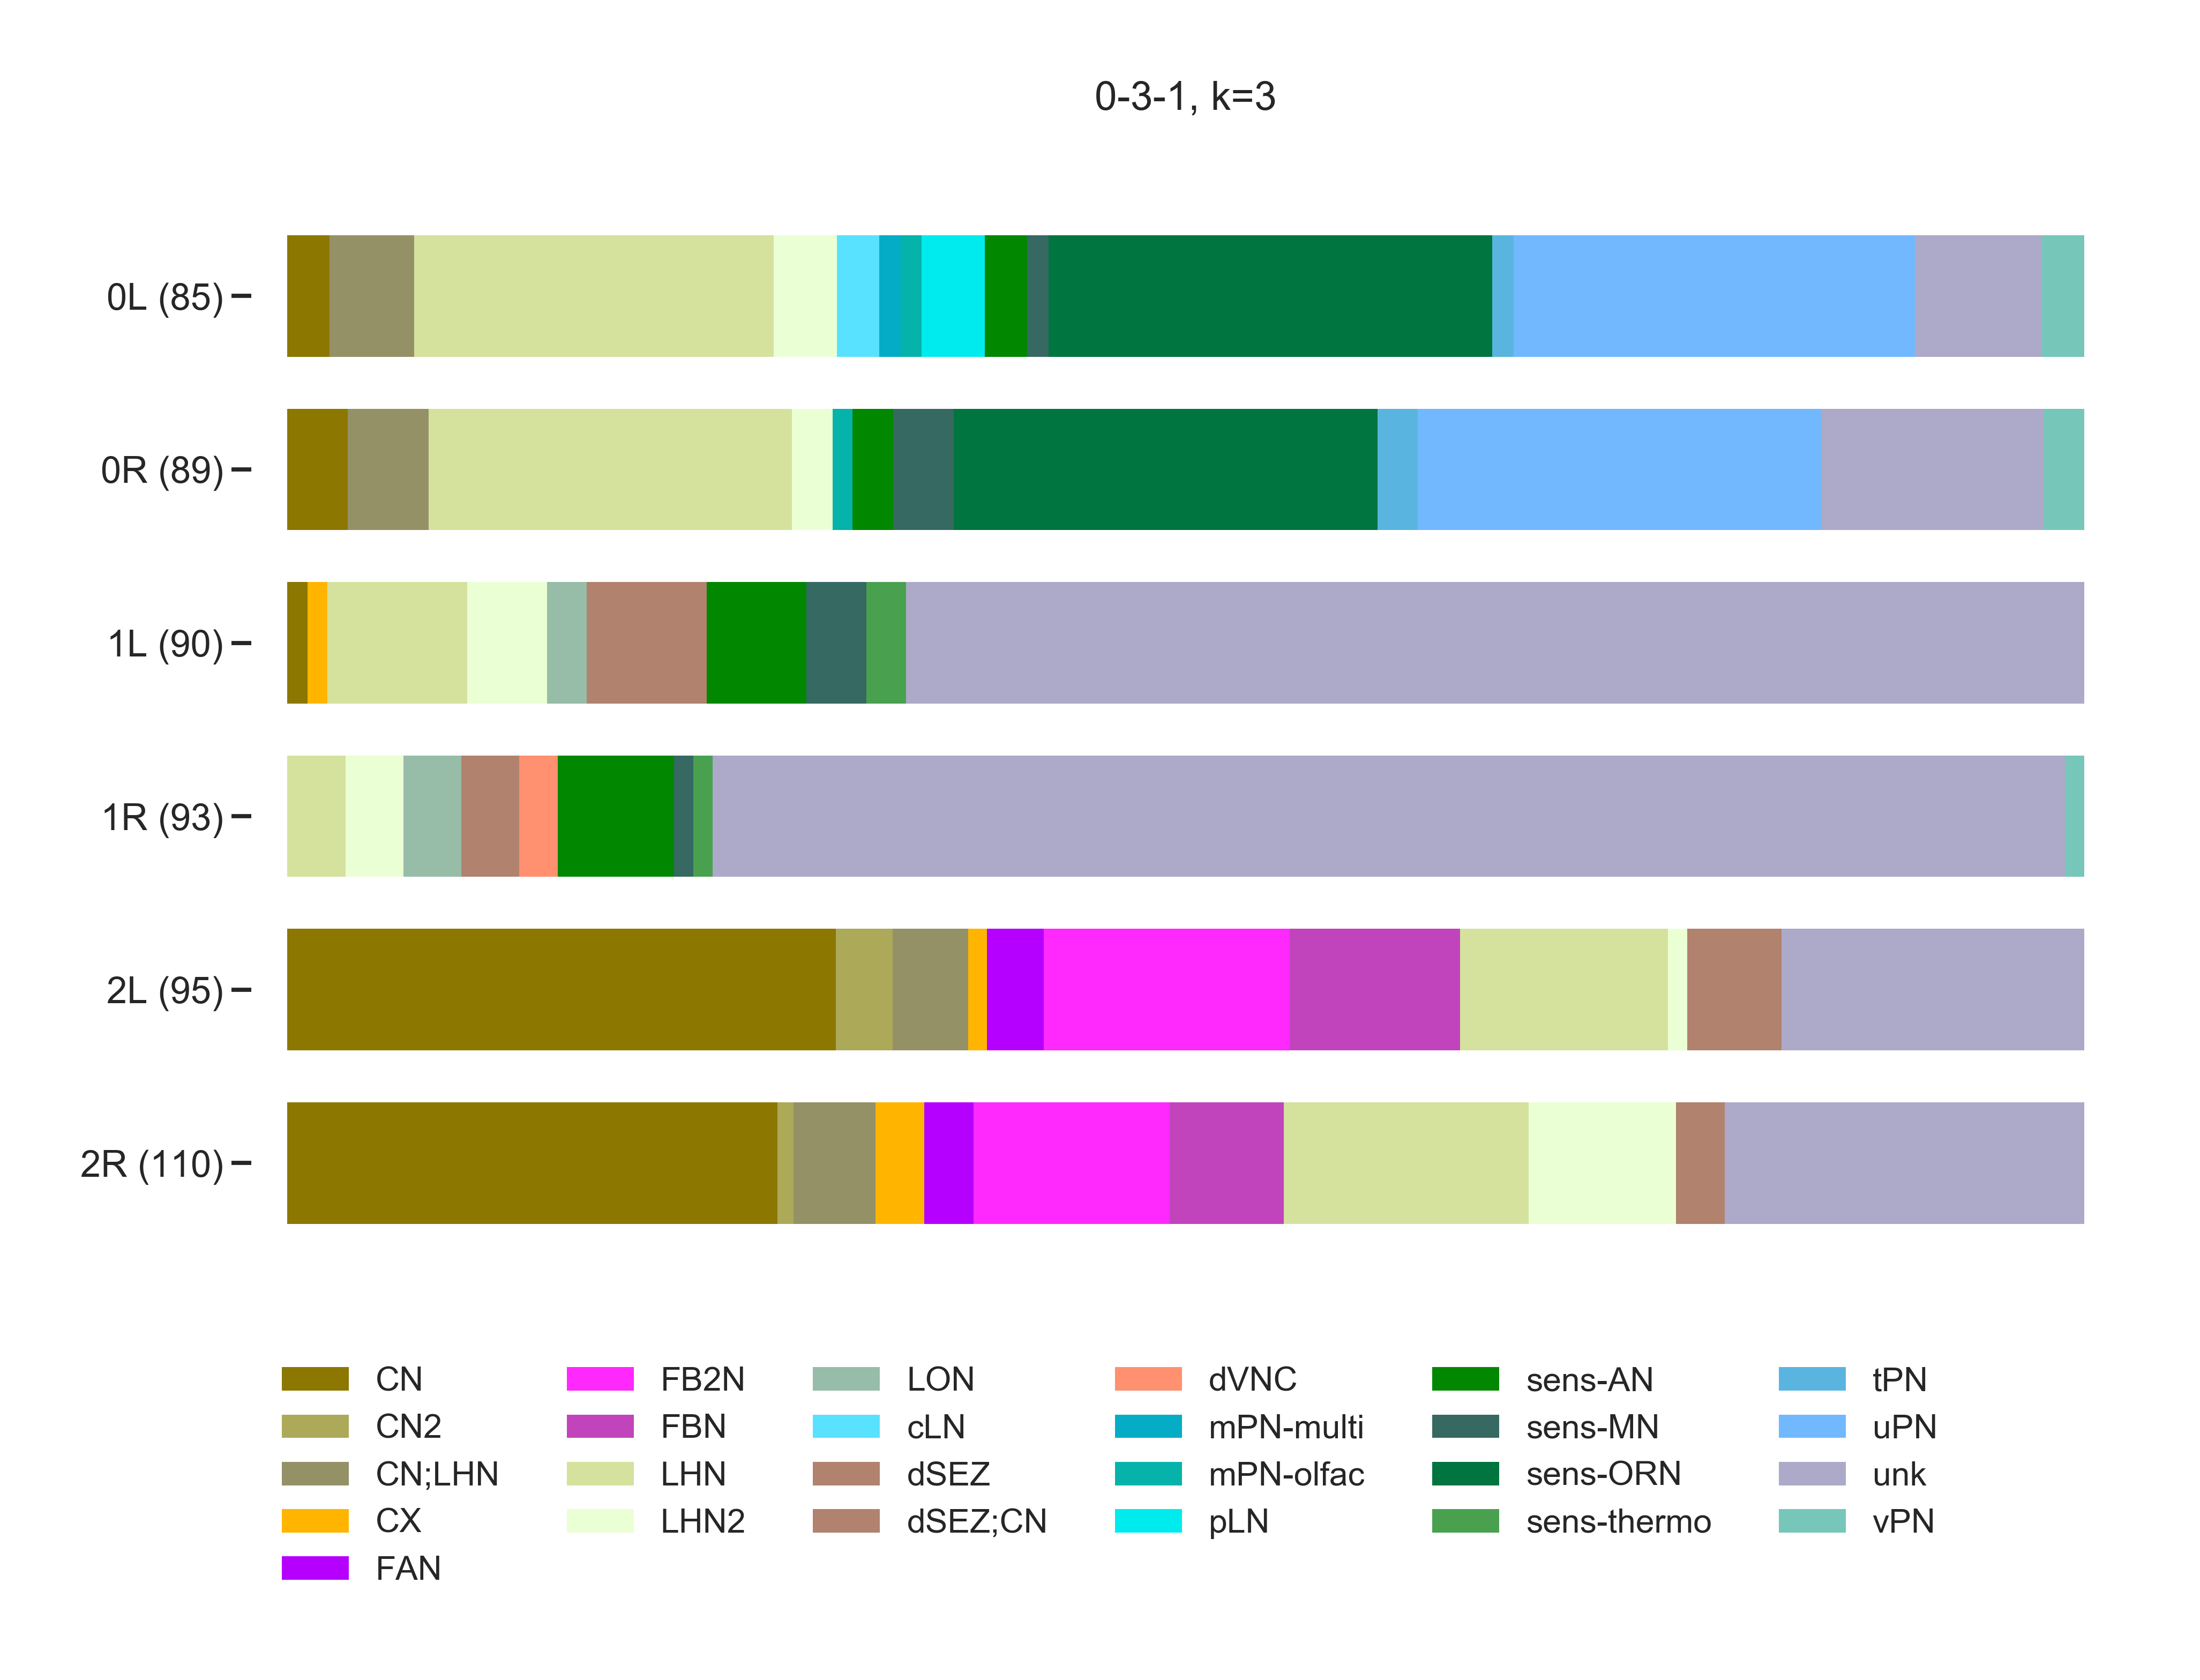 0-3-1, k=3
0L (85)
0R (89)
1L (90)
1R (93)
2L (95)
2R (110)
CN FB2N LON dVNC sens-AN tPN
CN2 FBN cLN mPN-multi sens-MN uPN
CN;LHN LHN dSEZ mPN-olfac sens-ORN unk
CX LHN2 dSEZ;CN pLN sens-thermo vPN
FAN